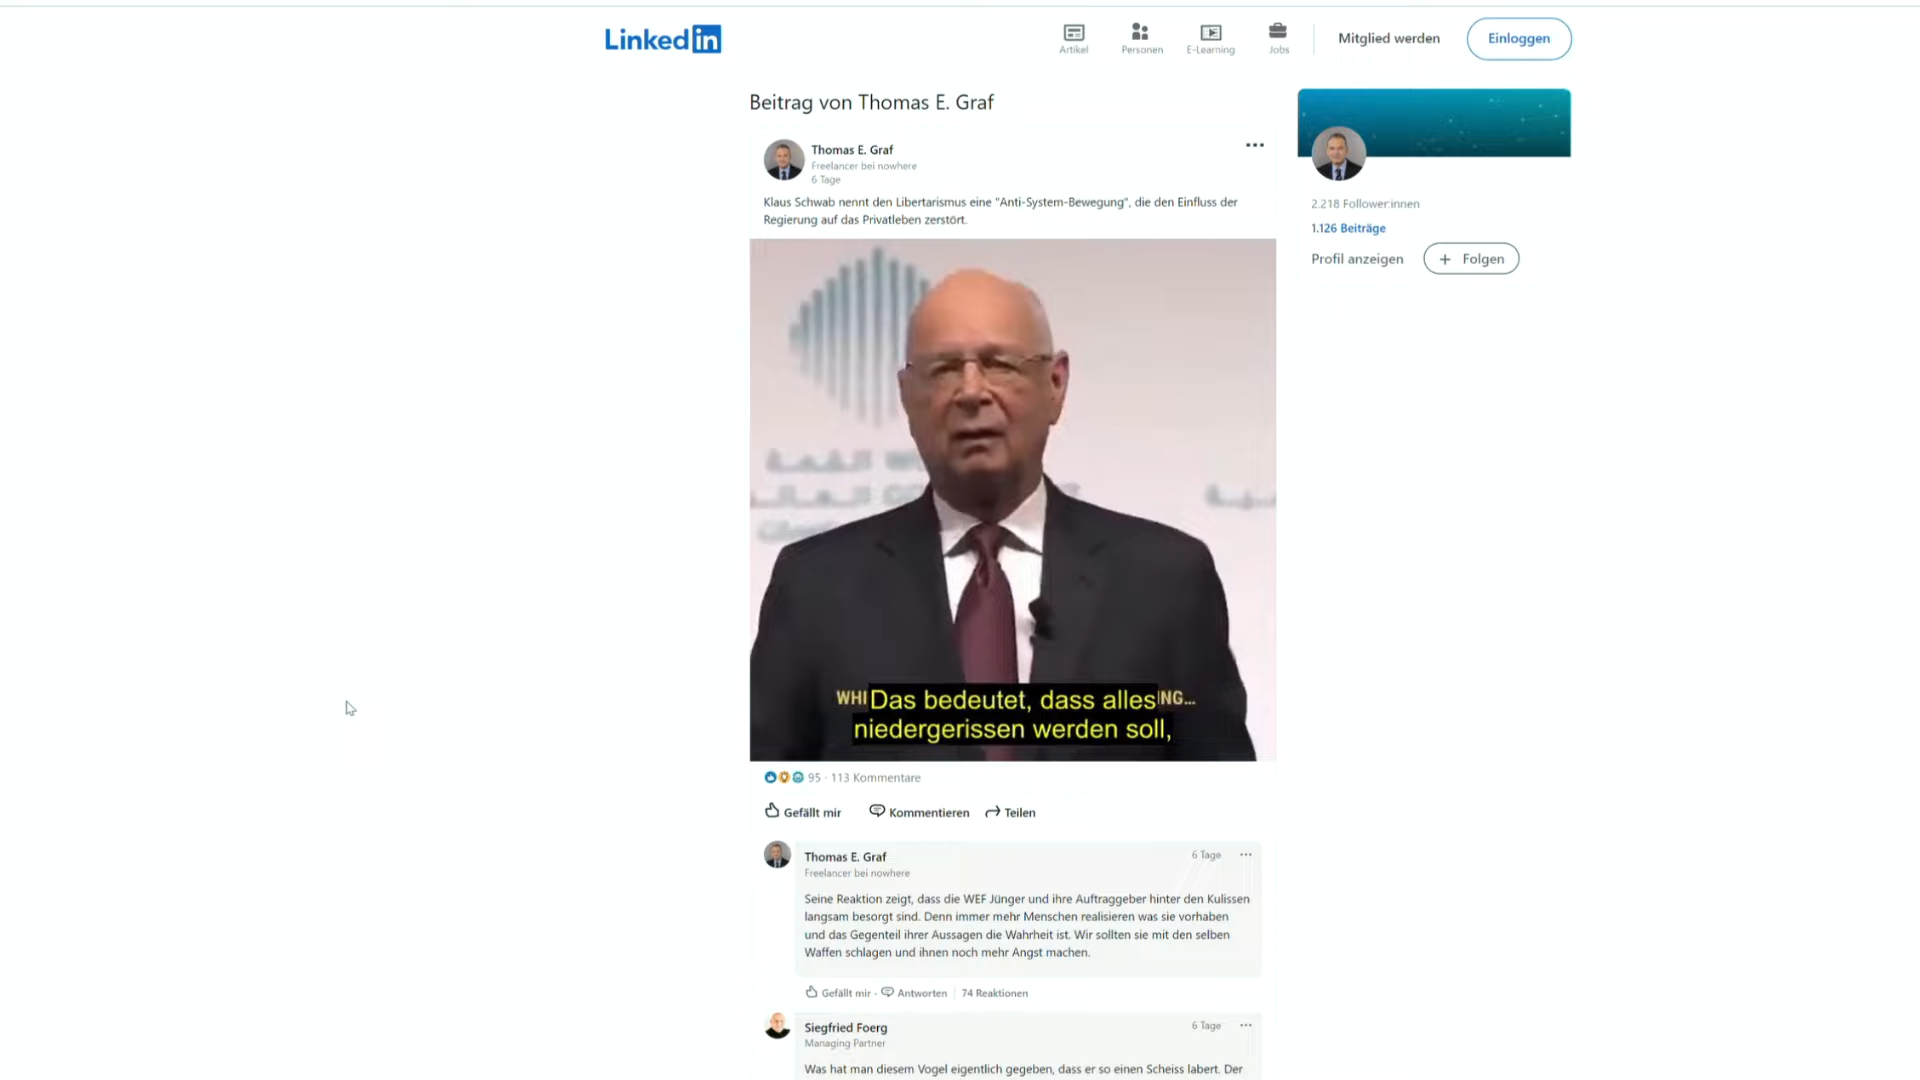 Linked in
Artikel
Personen
E-Learning
Jobs
Mitglied werden
Einloggen
Beitrag von Thomas E. Graf
Thomas E. Graf
Freelancer bei nowhere
6 Tage
Klaus Schwab nennt den Libertarismus eine "Anti-System-Bewegung", die den Einfluss der
Regierung auf das Privatleben zerstört.
2.218 Follower:innen
1.126 Beiträge
Profil anzeigen
+ Folgen
القمة
WHI Das bedeutet, dass alles NG...
niedergerissen werden soll,
95 · 113 Kommentare
Gefällt mir
Kommentieren
Teilen
Thomas E. Graf
6 Tage
Freelancer bei nowhere
Seine Reaktion zeigt, dass die WEF Jünger und ihre Auftraggeber hinter den Kulissen
langsam besorgt sind. Denn immer mehr Menschen realisieren was sie vorhaben
und das Gegenteil ihrer Aussagen die Wahrheit ist. Wir sollten sie mit den selben
Waffen schlagen und ihnen noch mehr Angst machen.
Gefällt mir · Antworten
74 Reaktionen
Siegfried Foerg
6 Tage
Managing Partner
Was hat man diesem Vogel eigentlich gegeben, dass er so einen Scheiss labert. Der